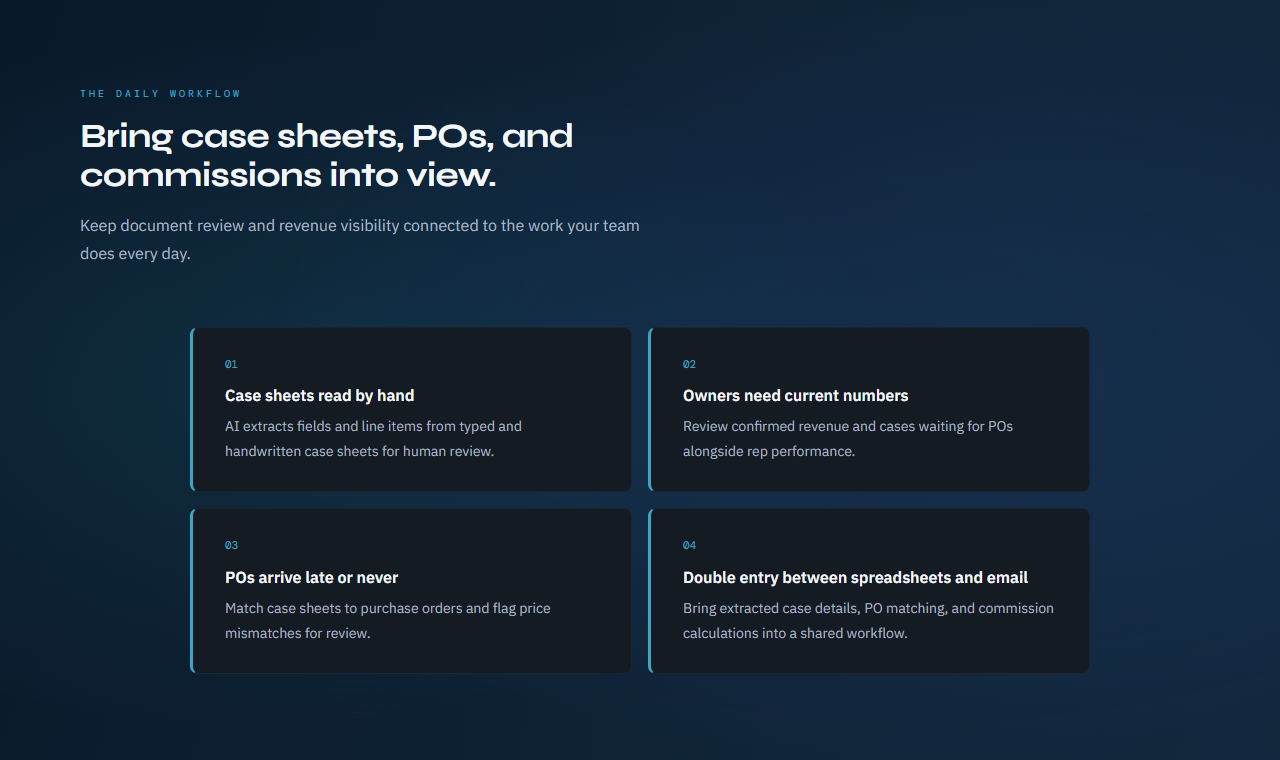 THE DAILY WORKFLOW
Bring case sheets, POs, and
commissions into view.
Keep document review and revenue visibility connected to the work your team
does every day.
01
Case sheets read by hand
AI extracts fields and line items from typed and
handwritten case sheets for human review.
02
Owners need current numbers
Review confirmed revenue and cases waiting for POs
alongside rep performance.
03
POs arrive late or never
Match case sheets to purchase orders and flag price
mismatches for review.
04
Double entry between spreadsheets and email
Bring extracted case details, PO matching, and commission
calculations into a shared workflow.